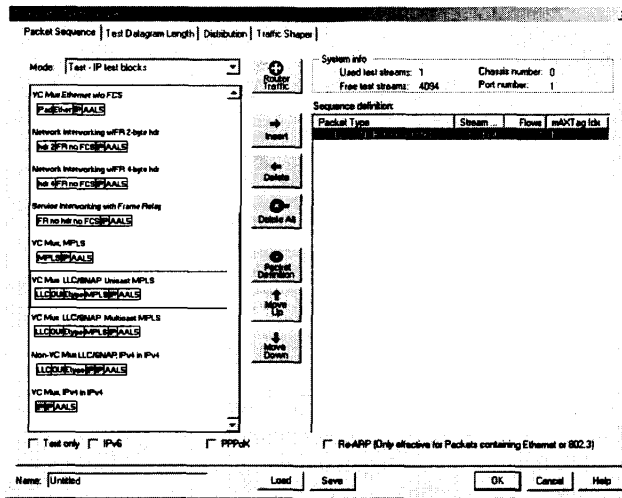 Packet Sequence | Test Datagram Length | Distribution | Traffic Shaper
Mode: Test - IP test blocks
VC Mux Ethernet w/o FCS
Pad Ether IP AAL5
Network Interworking w/FR 2-byte hdr
hdr 2 FR no FCS IP AAL5
Network Interworking w/FR 4-byte hdr
hdr 4 FR no FCS IP AAL5
Service Interworking with Frame Relay
FR no hdr no FCS IP AAL5
VC Mux, MPLS
MPLS IP AAL5
VC Mux LLC/SNAP Unicast MPLS
LLC OUI Etype MPLS IP AAL5
VC Mux LLC/SNAP Multicast MPLS
LLC OUI Etype MPLS IP AAL5
Non-VC Mux LLC/SNAP, IPv4 in IPv4
LLC OUI Etype IP IP AAL5
VC Mux, IPv4 in IPv4
IP IP AAL5
Test only
IPv6
PPPoX
Router Traffic
Insert
Delete
Delete All
Packet Definition
Move Up
Move Down
System info
Used test streams: 1
Chassis number: 0
Free test streams: 4094
Port number: 1
Sequence definition:
Packet Type
Stream...
Flows
mAXTag Idx
Re-ARP (Only effective for Packets containing Ethernet or 802.3)
Name: Untitled
Load
Save
OK
Cancel
Help